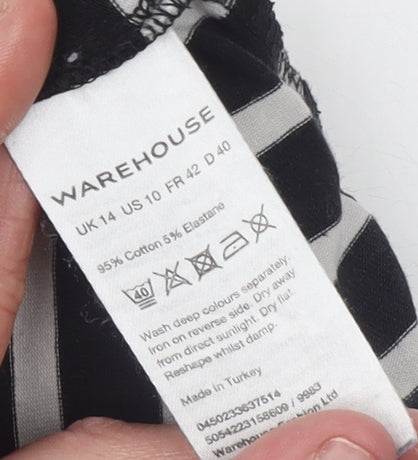 WAREHOUSE
UK 14 US 10 FR 42 D 40
95% Cotton 5% Elastane
40
Wash deep colours separately.
Iron on reverse side. Dry away
from direct sunlight. Dry flat.
Reshape whilst damp.
Made in Turkey
0450233637514
5054223158609 / 9983
Warehouse Fashion Ltd